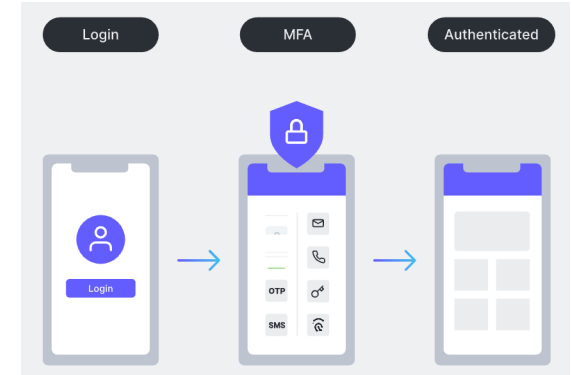 Login
MFA
Authenticated
Login
OTP
SMS